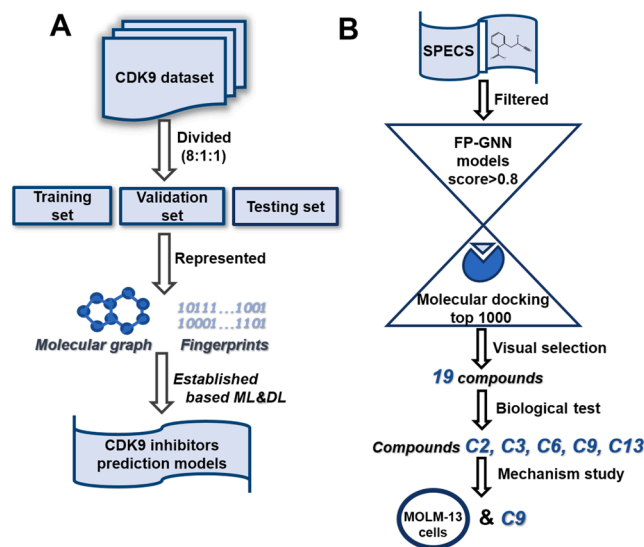 A
CDK9 dataset
Divided
(8:1:1)
Training
set
Validation
set
Testing set
Represented
10111...1001
10001...1101
Molecular graph
Fingerprints
Established
based ML&DL
CDK9 inhibitors
prediction models
B
SPECS
Filtered
FP-GNN
models
score>0.8
Molecular docking
top 1000
Visual selection
19 compounds
Biological test
Compounds C2, C3, C6, C9, C13
Mechanism study
MOLM-13
cells
& C9